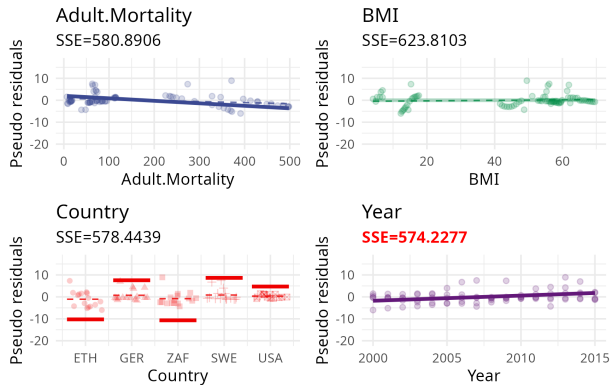 Adult.Mortality
SSE=580.8906
Pseudo residuals
10
0
-10
-20
0 100 200 300 400 500
Adult.Mortality
BMI
SSE=623.8103
Pseudo residuals
10
0
-10
-20
20 40 60
BMI
Country
SSE=578.4439
Pseudo residuals
10
0
-10
-20
ETH GER ZAF SWE USA
Country
Year
SSE=574.2277
Pseudo residuals
10
0
-10
-20
2000 2005 2010 2015
Year